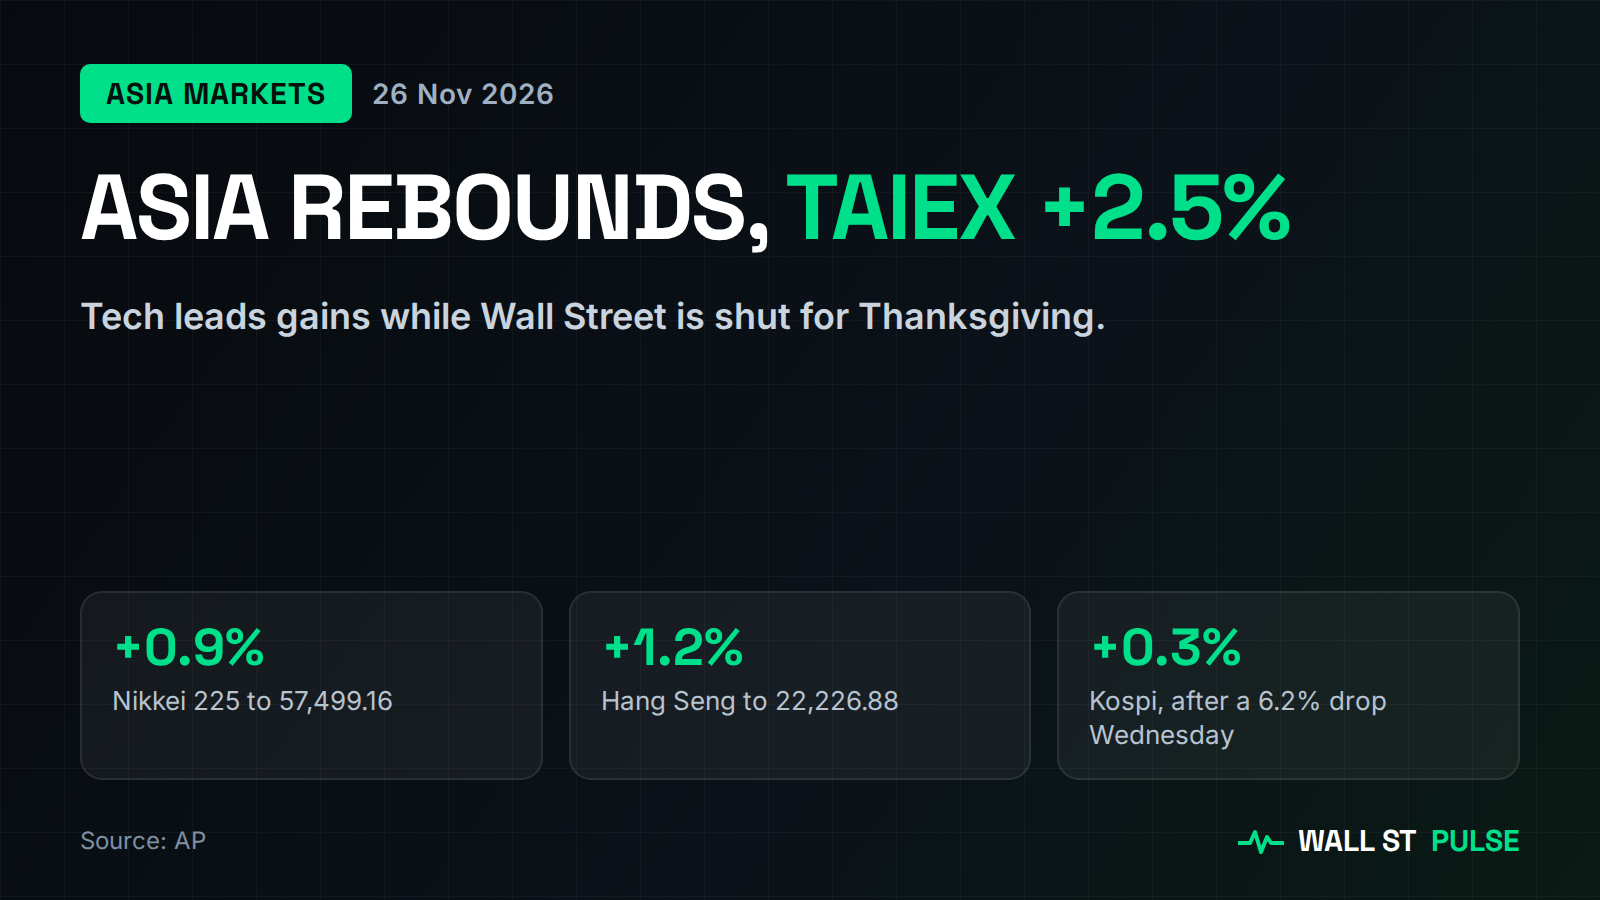 ASIA MARKETS 26 Nov 2026
ASIA REBOUNDS, TAIEX +2.5%
Tech leads gains while Wall Street is shut for Thanksgiving.
+0.9%
Nikkei 225 to 57,499.16
+1.2%
Hang Seng to 22,226.88
+0.3%
Kospi, after a 6.2% drop
Wednesday
Source: AP
WALL ST PULSE